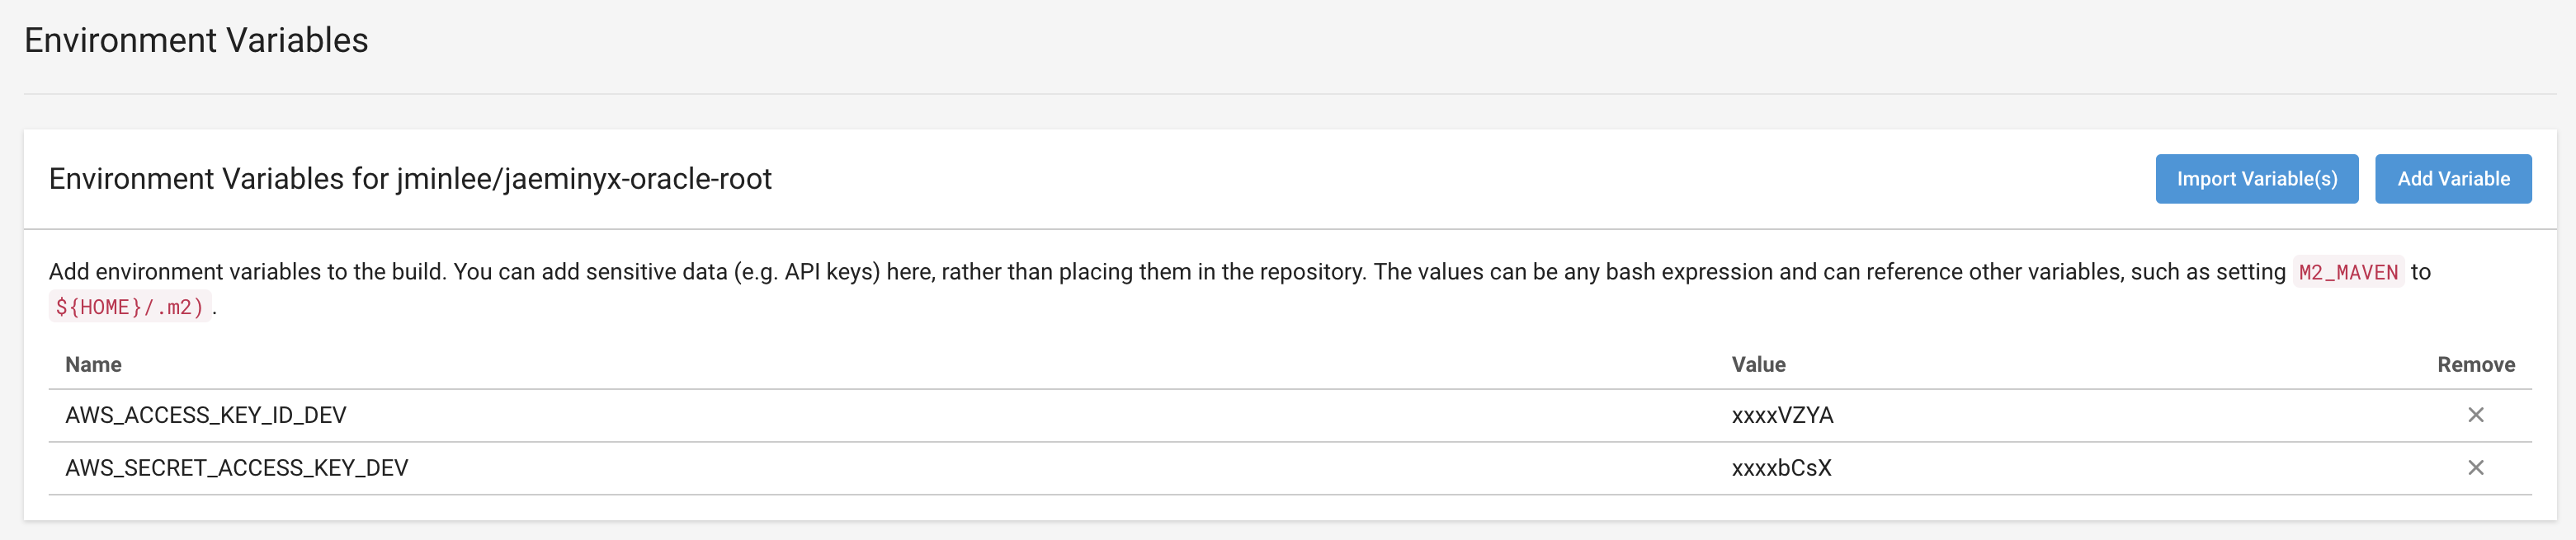 Environment Variables
Environment Variables for jminlee/jaeminyx-oracle-root
Import Variable(s)
Add Variable
Add environment variables to the build. You can add sensitive data (e.g. API keys) here, rather than placing them in the repository. The values can be any bash expression and can reference other variables, such as setting M2_MAVEN to
${HOME}/.m2).
Name Value Remove
AWS_ACCESS_KEY_ID_DEV xxxxVZYA
AWS_SECRET_ACCESS_KEY_DEV xxxxbCsX